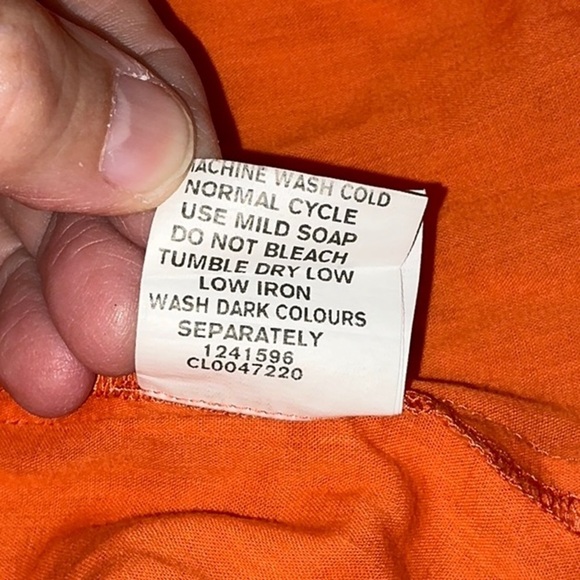 MACHINE WASH COLD
NORMAL CYCLE
USE MILD SOAP
DO NOT BLEACH
TUMBLE DRY LOW
LOW IRON
WASH DARK COLOURS
SEPARATELY
1241596
CL0047220